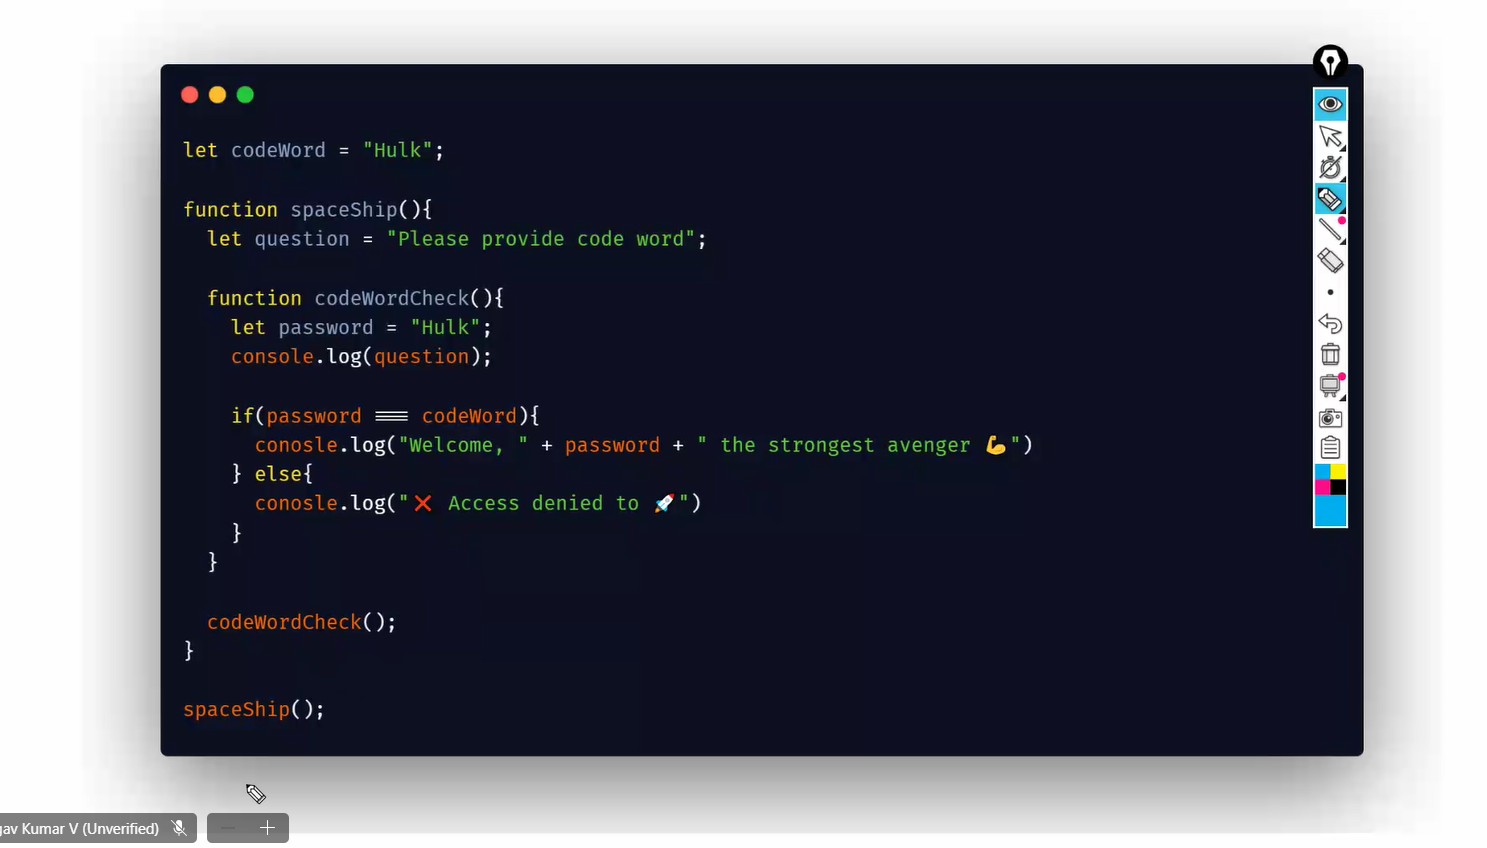 let codeWord = "Hulk";
function spaceShip(){
let question = "Please provide code word";
function codeWordCheck(){
let password = "Hulk";
console.log(question);
if(password === codeWord){
conosle.log("Welcome, " + password + " the strongest avenger 💪")
} else{
conosle.log("❌ Access denied to 🚀")
}
}
codeWordCheck();
}
spaceShip();
gav Kumar V (Unverified)